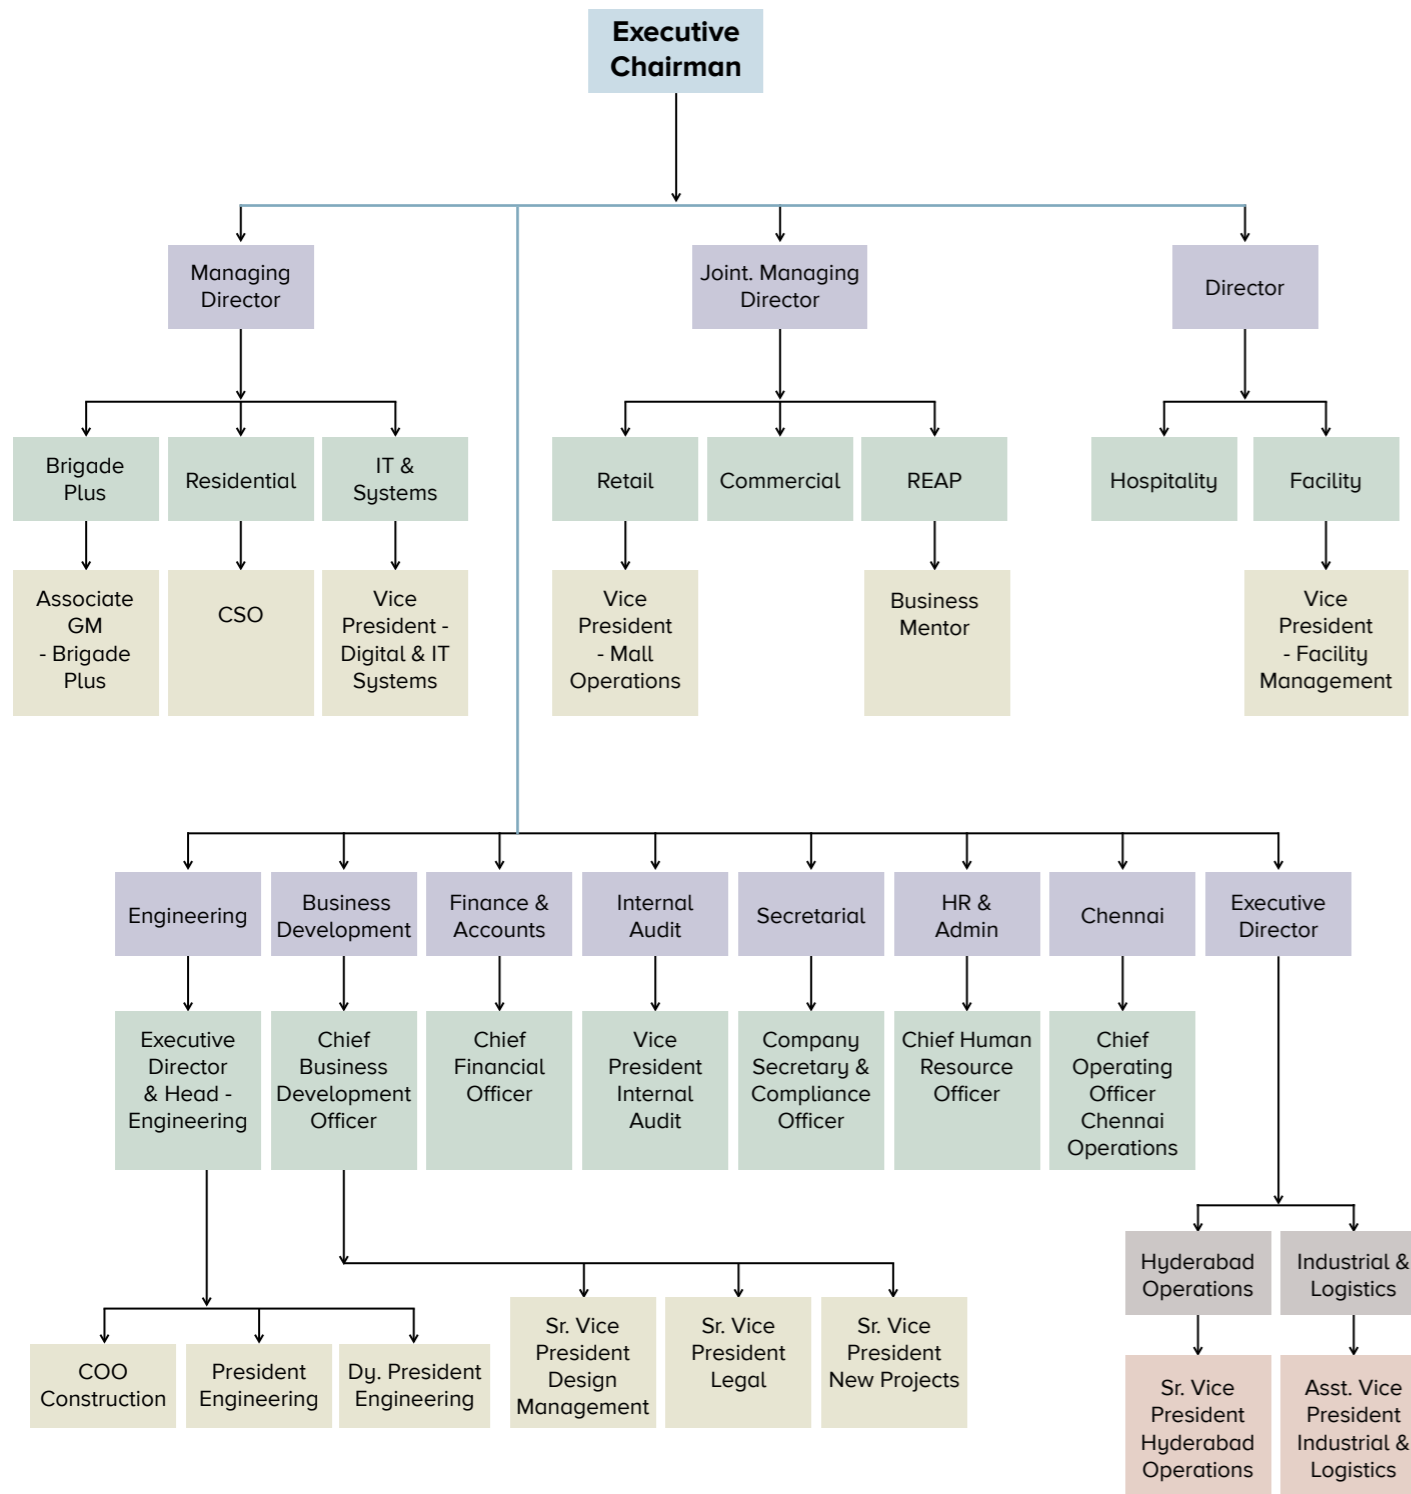 Executive
Chairman
Managing
Director
Joint. Managing
Director
Director
Brigade
Plus
Residential
IT &
Systems
Retail
Commercial
REAP
Hospitality
Facility
Associate
GM
- Brigade
Plus
CSO
Vice
President -
Digital & IT
Systems
Vice
President
- Mall
Operations
Business
Mentor
Vice
President
- Facility
Management
Engineering
Business
Development
Finance &
Accounts
Internal
Audit
Secretarial
HR &
Admin
Chennai
Executive
Director
Executive
Director
& Head -
Engineering
Chief
Business
Development
Officer
Chief
Financial
Officer
Vice
President
Internal
Audit
Company
Secretary &
Compliance
Officer
Chief Human
Resource
Officer
Chief
Operating
Officer
Chennai
Operations
Hyderabad
Operations
Industrial &
Logistics
COO
Construction
President
Engineering
Dy. President
Engineering
Sr. Vice
President
Design
Management
Sr. Vice
President
Legal
Sr. Vice
President
New Projects
Sr. Vice
President
Hyderabad
Operations
Asst. Vice
President
Industrial &
Logistics